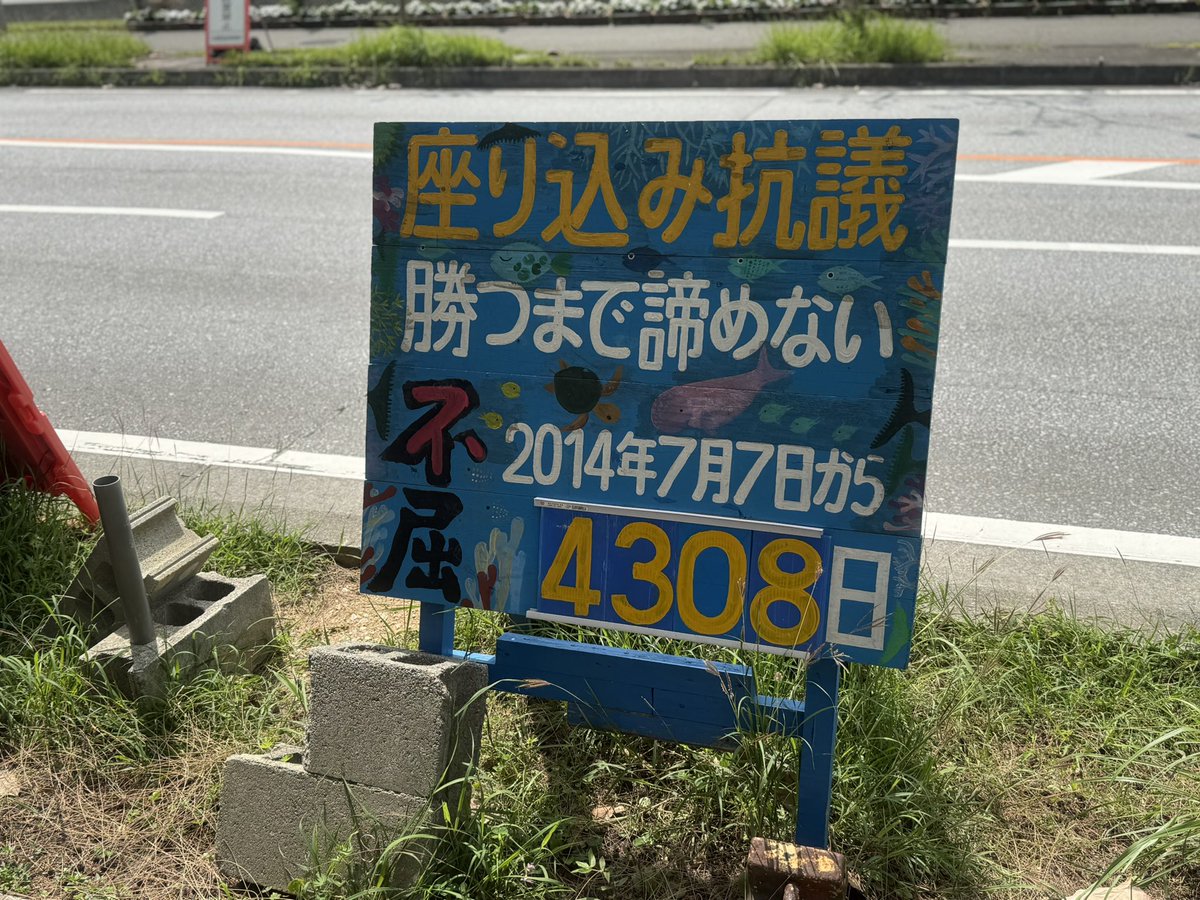 座り込み抗議
勝つまで諦めない
不屈
2014年7月7日から
4308日